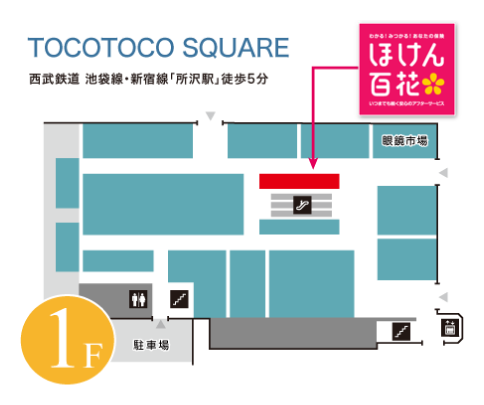 TOCOTOCO SQUARE
西武鉄道 池袋線・新宿線「所沢駅」徒歩5分
わかる!みつかる!あなたの保険
ほけん
百花
いつまでも続く安心のアフターサービス
眼鏡市場
駐車場
1F